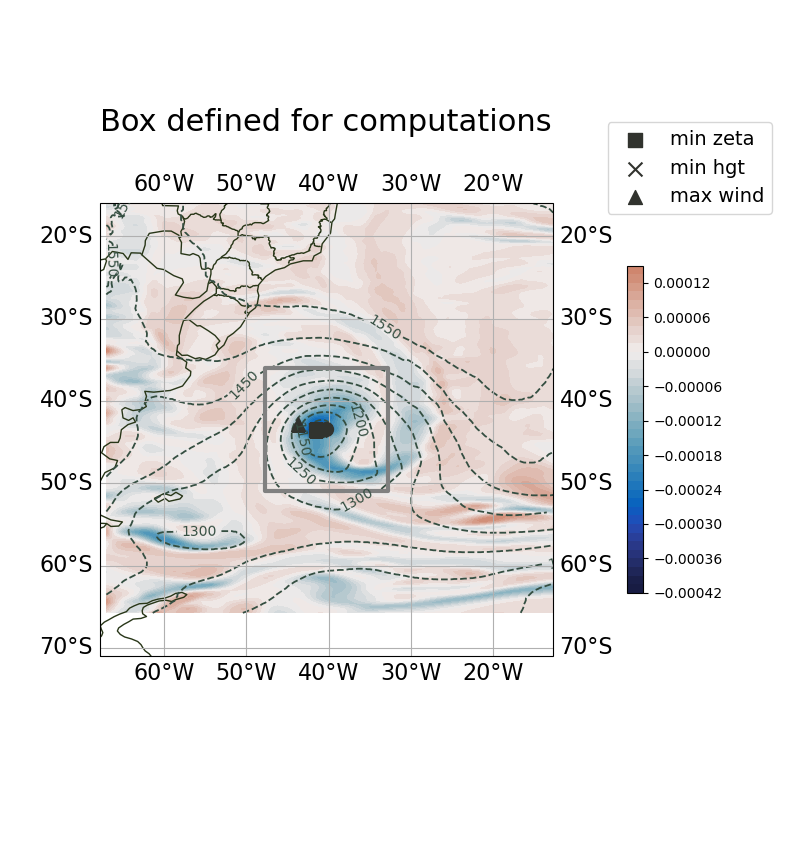 Box defined for computations
min zeta
min hgt
max wind
60°W 50°W 40°W 30°W 20°W
20°S 20°S
30°S 30°S
40°S 40°S
50°S 50°S
60°S 60°S
70°S 70°S
60°W 50°W 40°W 30°W 20°W
1550
1550
1450
1200
1250
1300
1300
0.00012
0.00006
0.00000
−0.00006
−0.00012
−0.00018
−0.00024
−0.00030
−0.00036
−0.00042